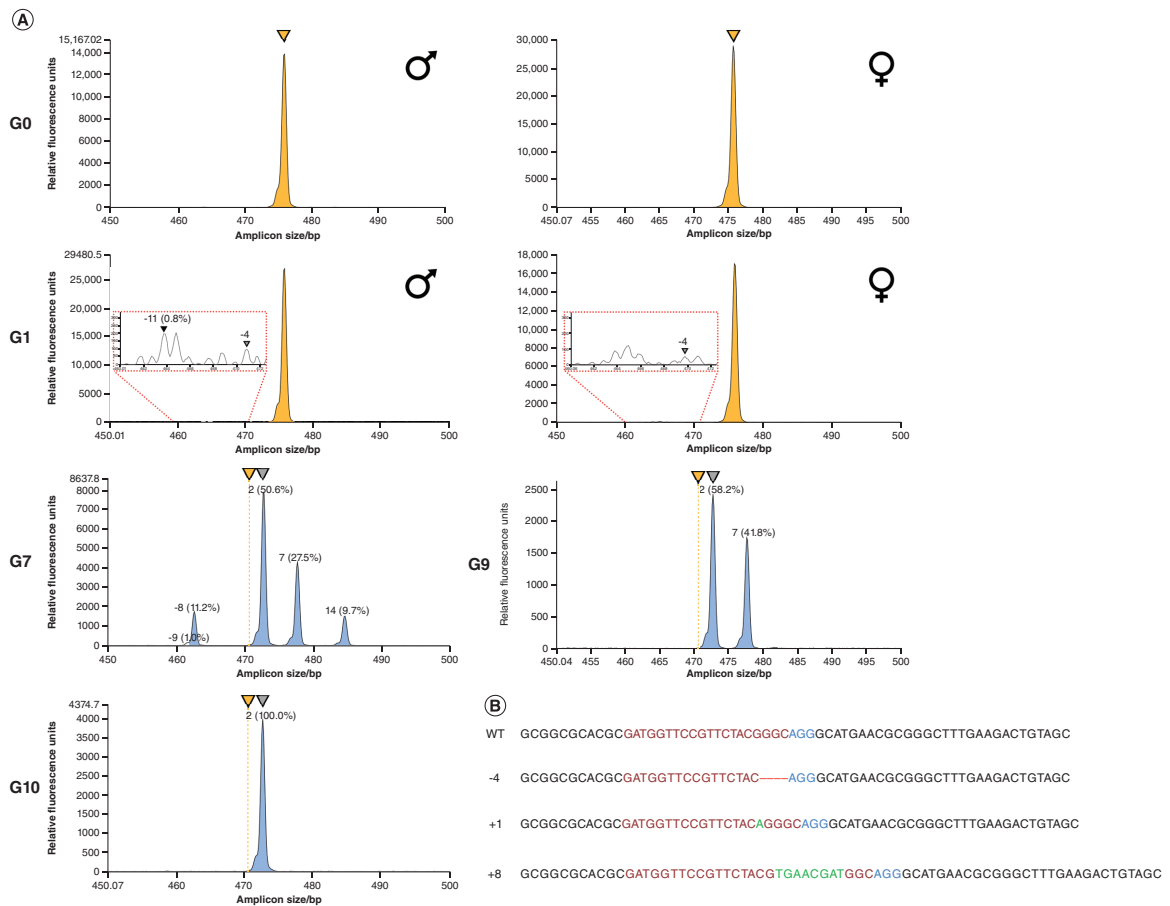 A
G0
Relative fluorescence units
15,167.02
14,000
12,000
10,000
8000
6000
4000
2000
0
450 460 470 480 490 500
Amplicon size/bp
♂
Relative fluorescence units
30,000
25,000
20,000
15,000
10,000
5000
0
450.07 455 460 465 470 475 480 485 490 495 500
Amplicon size/bp
♀
G1
Relative fluorescence units
29480.5
25,000
20,000
15,000
10,000
5000
0
-11 (0.8%)
-4
450.01 460 470 480 490 500
Amplicon size/bp
♂
Relative fluorescence units
18,000
16,000
14,000
12,000
10,000
8000
6000
4000
2000
0
-4
450 460 470 480 490 500
Amplicon size/bp
♀
G7
Relative fluorescence units
8637.8
8000
7000
6000
5000
4000
3000
2000
1000
0
2 (50.6%)
7 (27.5%)
-8 (11.2%)
14 (9.7%)
-9 (1.0%)
450 460 470 480 490 500
Amplicon size/bp
G9
Relative fluorescence units
2500
2000
1500
1000
500
0
2 (58.2%)
7 (41.8%)
450.04 455 460 465 470 475 480 485 490 495 500
Amplicon size/bp
G10
Relative fluorescence units
4374.7
4000
3500
3000
2500
2000
1500
1000
500
0
2 (100.0%)
450.07 460 470 480 490 500
Amplicon size/bp
B
WT GCGGCGCACGCGATGGTTCCGTTCTACGGGCAGGGCATGAACGCGGGCTTTGAAGACTGTAGC
-4 GCGGCGCACGCGATGGTTCCGTTCTAC----AGGGCATGAACGCGGGCTTTGAAGACTGTAGC
+1 GCGGCGCACGCGATGGTTCCGTTCTACAGGGCAGGGCATGAACGCGGGCTTTGAAGACTGTAGC
+8 GCGGCGCACGCGATGGTTCCGTTCTACGTGAACGATGGCAGGGCATGAACGCGGGCTTTGAAGACTGTAGC